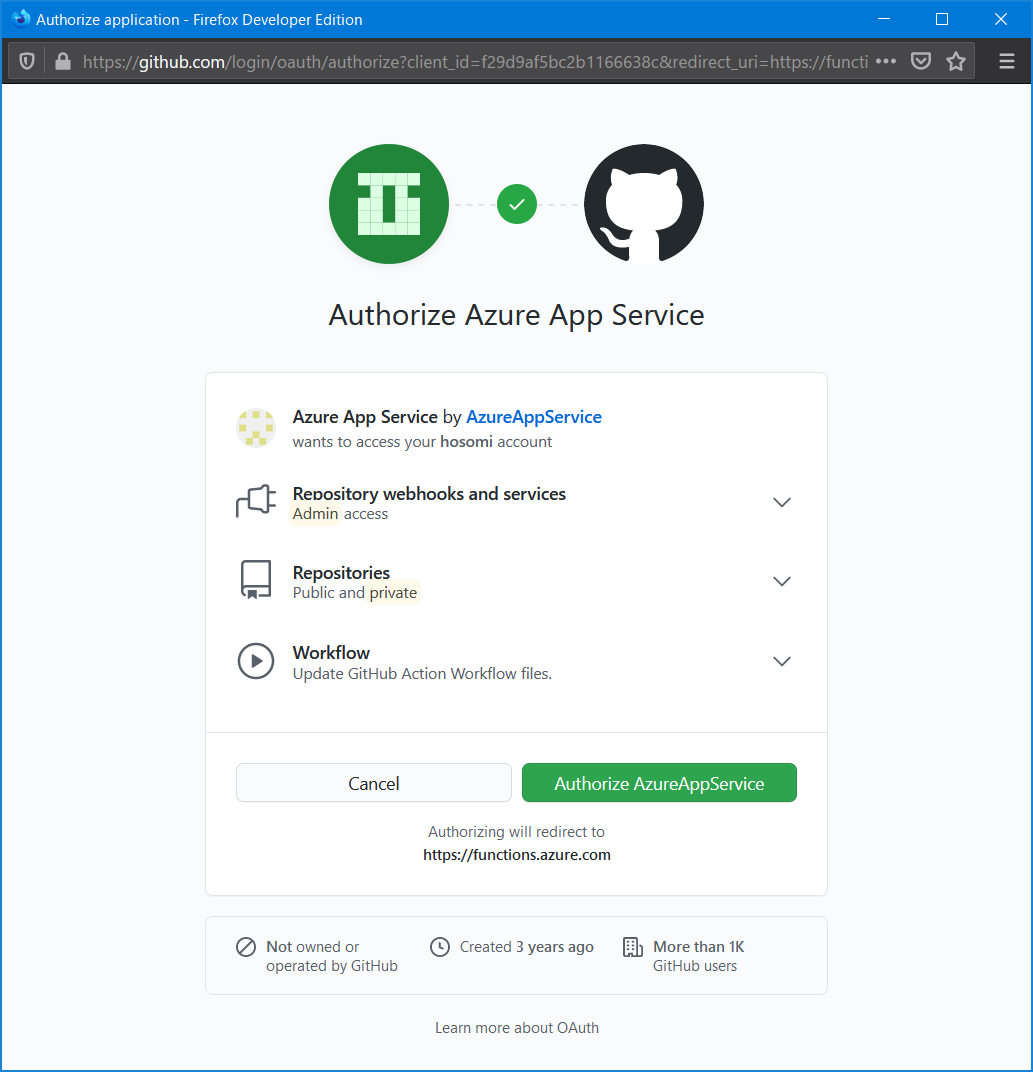 Authorize application - Firefox Developer Edition
https://github.com/login/oauth/authorize?client_id=f29d9af5bc2b1166638c&redirect_uri=https://functi
Authorize Azure App Service
Azure App Service by AzureAppService
wants to access your hosomi account
Repository webhooks and services
Admin access
Repositories
Public and private
Workflow
Update GitHub Action Workflow files.
Cancel
Authorize AzureAppService
Authorizing will redirect to
https://functions.azure.com
Not owned or
operated by GitHub
Created 3 years ago
More than 1K
GitHub users
Learn more about OAuth